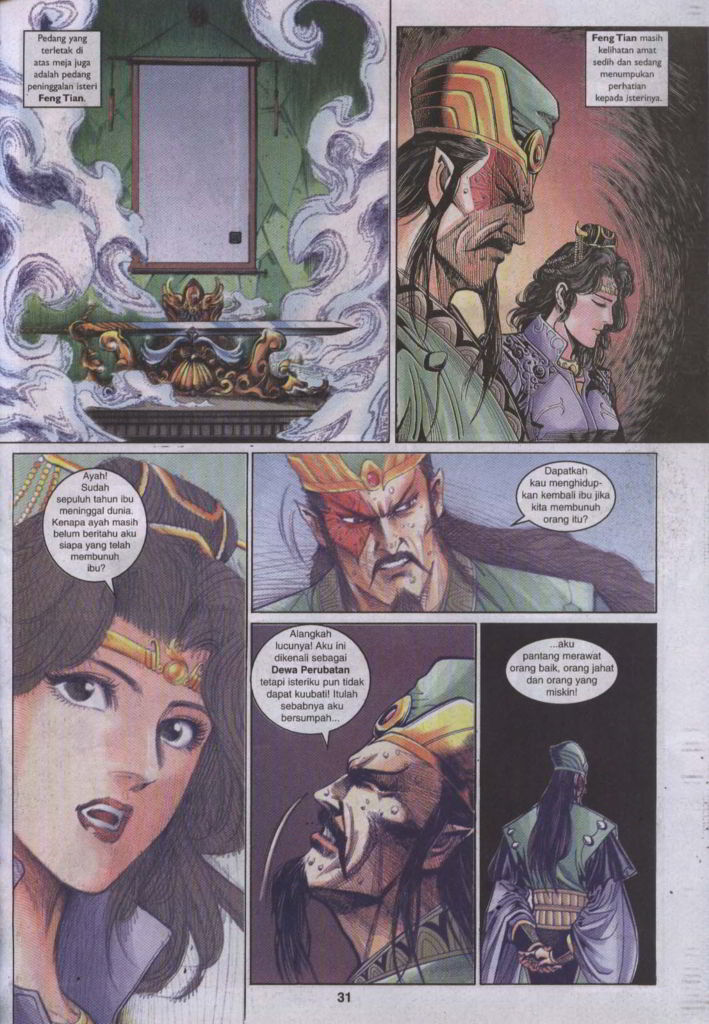 Pedang yang
terletak di
atas meja juga
adalah pedang
peninggalan isteri
Feng Tian.
Feng Tian masih
kelihatan amat
sedih dan sedang
menumpukan
perhatian
kepada isterinya.
Ayah!
Sudah
sepuluh tahun ibu
meninggal dunia.
Kenapa ayah masih
belum beritahu aku
siapa yang telah
membunuh
ibu?
Dapatkah
kau menghidup-
kan kembali ibu jika
kita membunuh
orang itu?
Alangkah
lucunya! Aku ini
dikenali sebagai
Dewa Perubatan
tetapi isteriku pun tidak
dapat kuubati! Itulah
sebabnya aku
bersumpah...
...aku
pantang merawat
orang baik, orang jahat
dan orang yang
miskin!
31